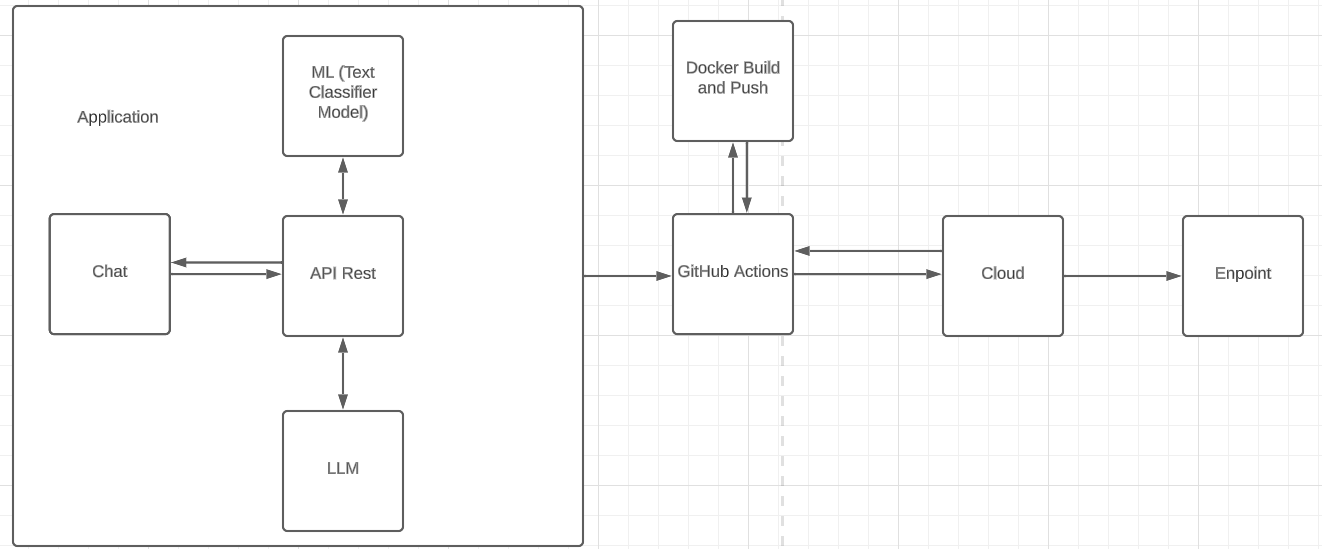 ML (Text
Classifier
Model)
Application
Chat
API Rest
LLM
Docker Build
and Push
GitHub Actions
Cloud
Enpoint